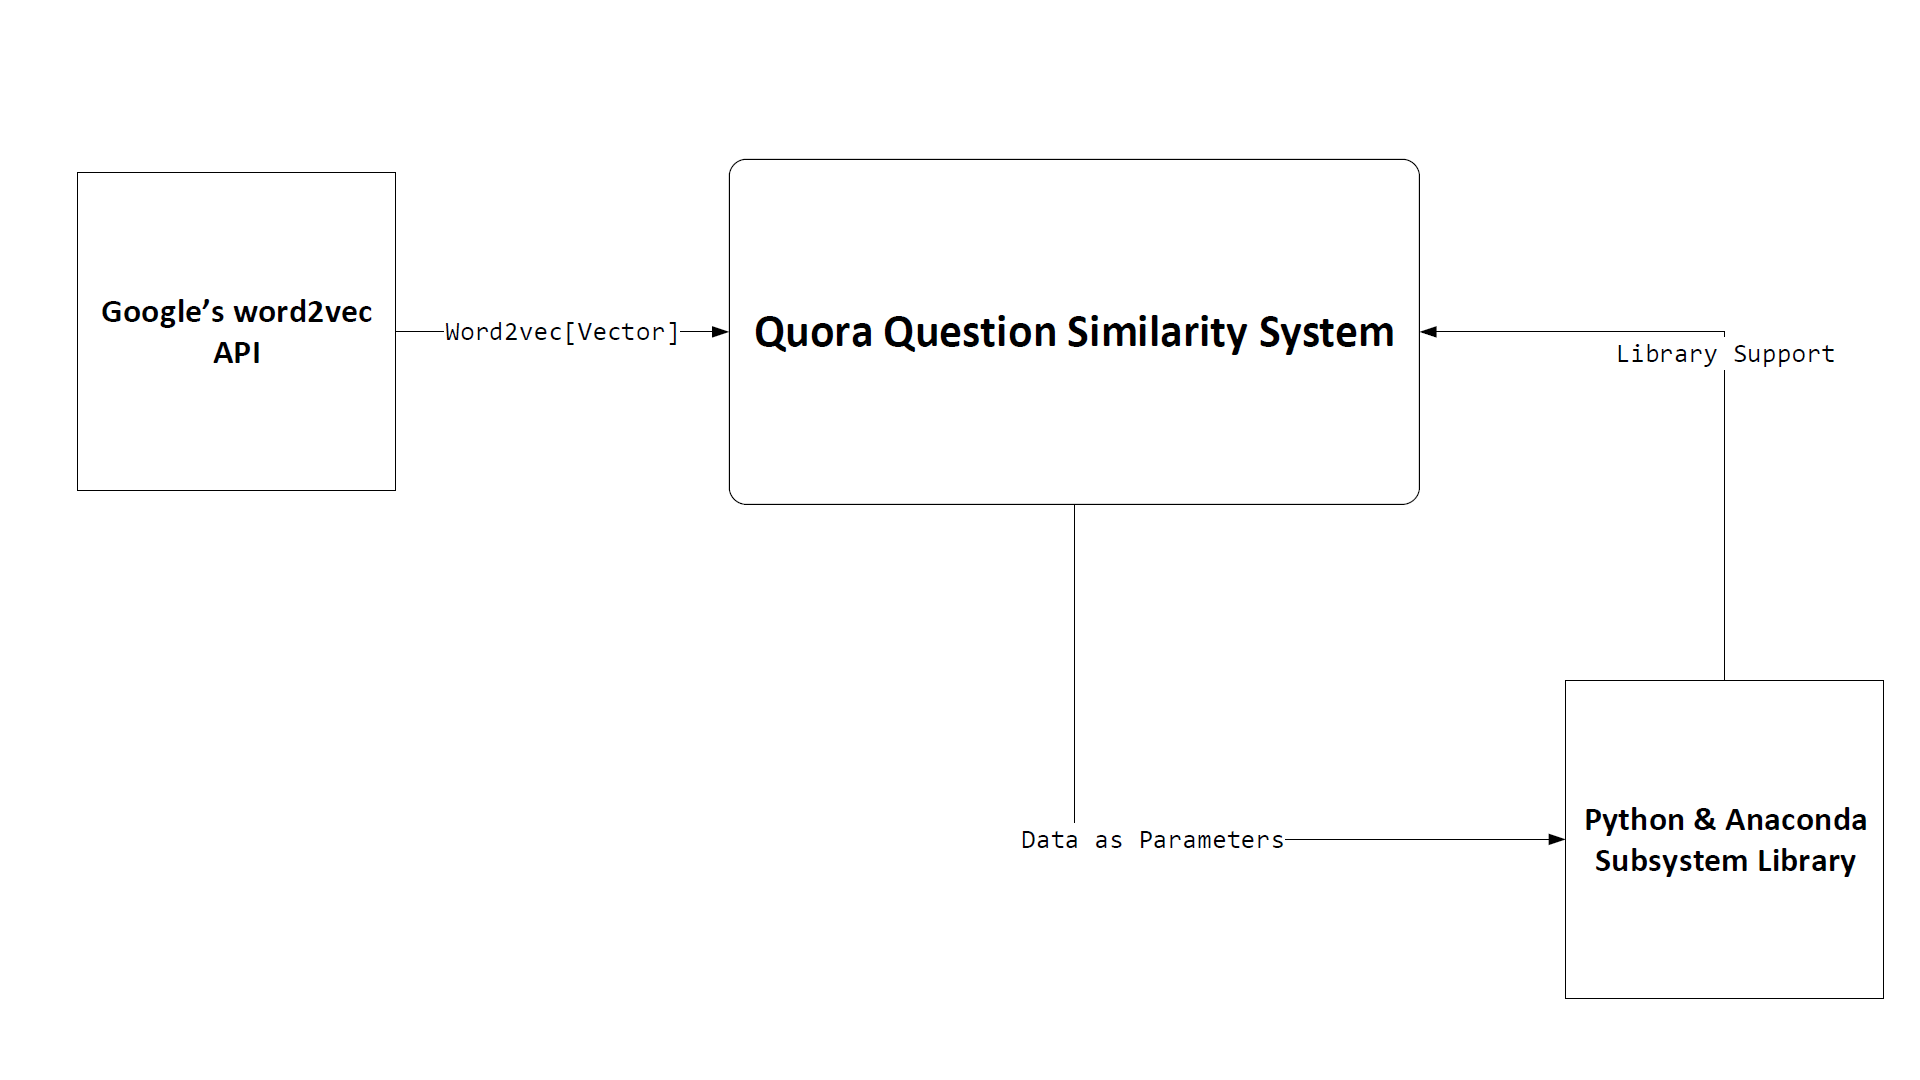 Google’s word2vec
API
Word2vec[Vector]
Quora Question Similarity System
Library Support
Data as Parameters
Python & Anaconda
Subsystem Library